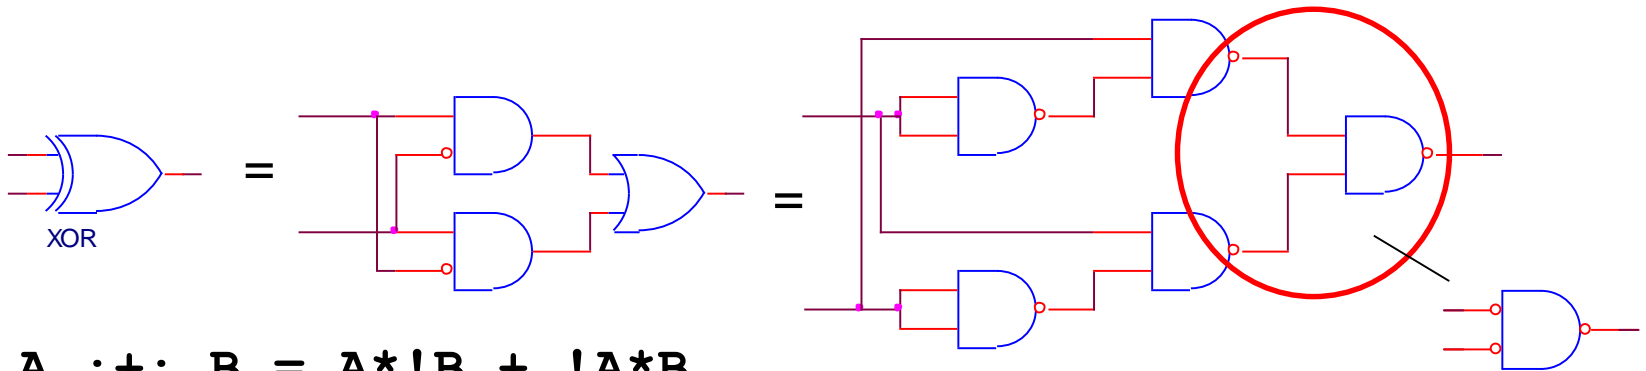 =
=
XOR
A :+: B = A*!B + !A*B